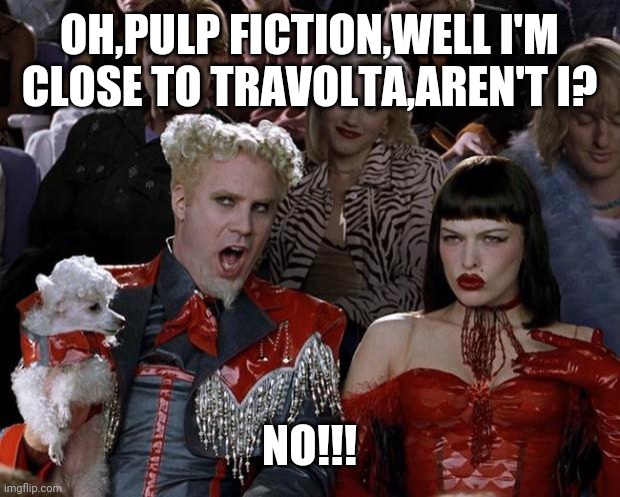 OH,PULP FICTION,WELL I'M
CLOSE TO TRAVOLTA,AREN'T I?
NO!!!
imgflip.com